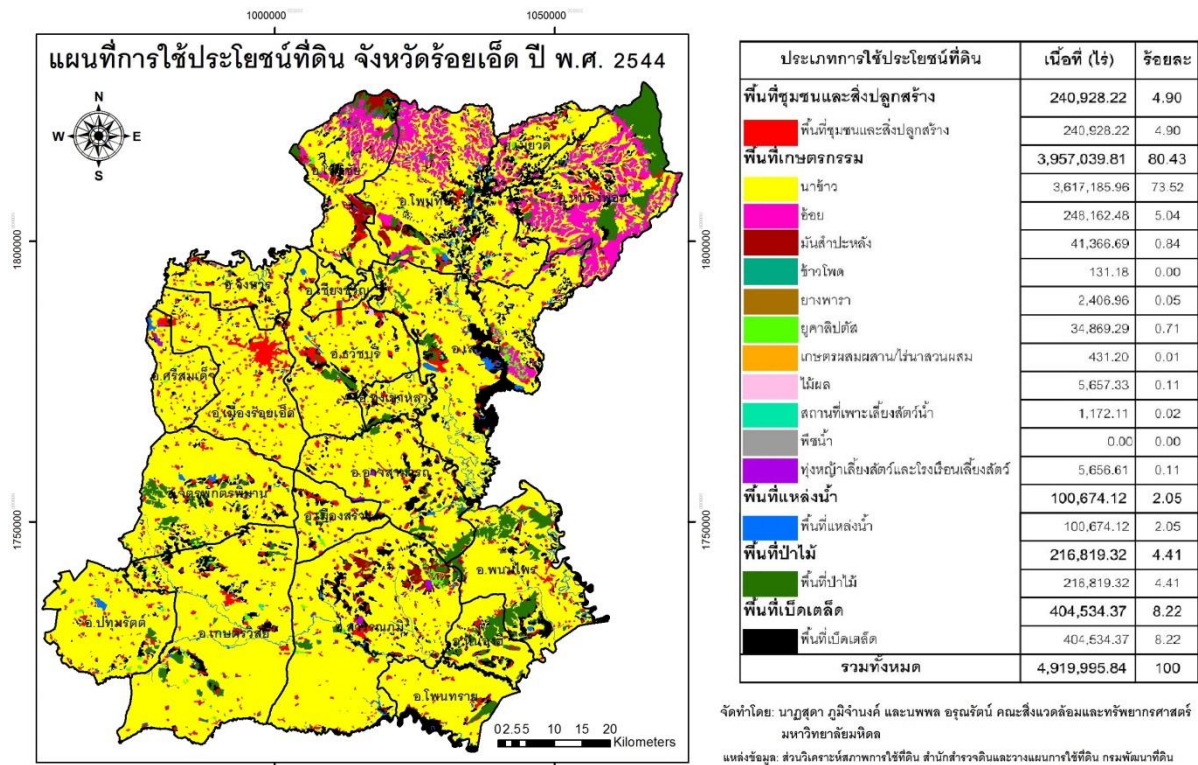 1000000 1050000
แผนที่การใช้ประโยชน์ที่ดิน จังหวัดร้อยเอ็ด ปี พ.ศ. 2544
N
W E
S
1800000 1800000
1750000 1750000
อ.เมยวดี
อ.จังหาร
อ.เชียงขวัญ
อ.ธวัชบุรี
อ.ศรีสมเด็จ
อ.ทุ่งเขาหลวง
อ.เมืองร้อยเอ็ด
อ.อาจสามารถ
อ.จตุรพักตรพิมาน
อ.เมืองสรวง
อ.พนมไพร
อ.ปทุมรัตต์
อ.เกษตรวิสัย
อ.สุวรรณภูมิ
อ.โพนทราย
0 2.5 5 10 15 20
Kilometers
1000000 1050000
ประเภทการใช้ประโยชน์ที่ดิน เนื้อที่ (ไร่) ร้อยละ
พื้นที่ชุมชนและสิ่งปลูกสร้าง 240,928.22 4.90
พื้นที่ชุมชนและสิ่งปลูกสร้าง 240,928.22 4.90
พื้นที่เกษตรกรรม 3,957,039.81 80.43
นาข้าว 3,617,185.96 73.52
อ้อย 248,162.48 5.04
มันสำปะหลัง 41,366.69 0.84
ข้าวโพด 131.18 0.00
ยางพารา 2,406.96 0.05
ยูคาลิปตัส 34,869.29 0.71
เกษตรผสมผสาน/ไร่นาสวนผสม 431.20 0.01
ไม้ผล 5,657.33 0.11
สถานที่เพาะเลี้ยงสัตว์น้ำ 1,172.11 0.02
พืชน้ำ 0.00 0.00
ทุ่งหญ้าเลี้ยงสัตว์และโรงเรือนเลี้ยงสัตว์ 5,656.61 0.11
พื้นที่แหล่งน้ำ 100,674.12 2.05
พื้นที่แหล่งน้ำ 100,674.12 2.05
พื้นที่ป่าไม้ 216,819.32 4.41
พื้นที่ป่าไม้ 216,819.32 4.41
พื้นที่เบ็ดเตล็ด 404,534.37 8.22
พื้นที่เบ็ดเตล็ด 404,534.37 8.22
รวมทั้งหมด 4,919,995.84 100
จัดทำโดย: นาฏสุดา ภูมิจำนงค์ และนพพล อรุณรัตน์ คณะสิ่งแวดล้อมและทรัพยากรศาสตร์
มหาวิทยาลัยมหิดล
แหล่งข้อมูล: ส่วนวิเคราะห์สภาพการใช้ที่ดิน สำนักสำรวจดินและวางแผนการใช้ที่ดิน กรมพัฒนาที่ดิน